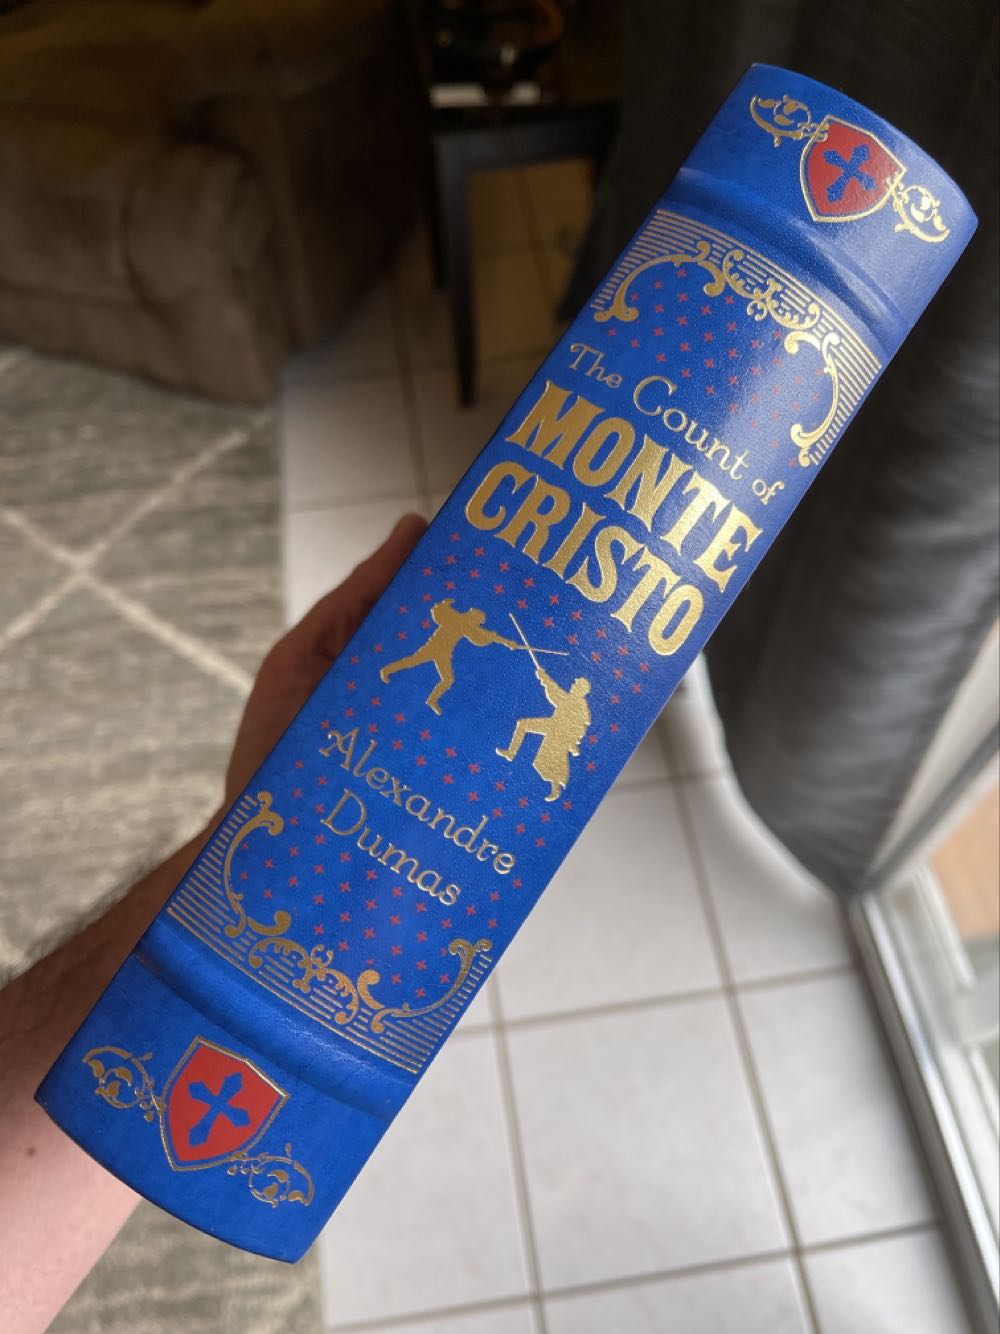 The Count of
MONTE
CRISTO
Alexandre
Dumas